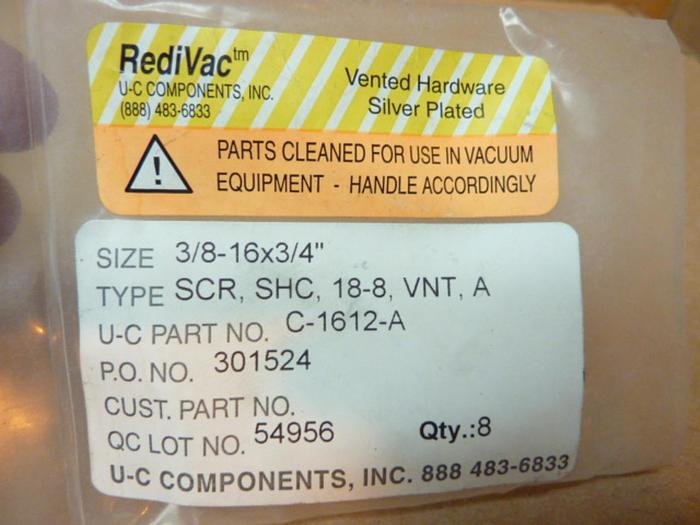 RediVac™
U-C COMPONENTS, INC.
(888) 483-6833
Vented Hardware
Silver Plated
PARTS CLEANED FOR USE IN VACUUM
EQUIPMENT - HANDLE ACCORDINGLY
SIZE 3/8-16x3/4"
TYPE SCR, SHC, 18-8, VNT, A
U-C PART NO. C-1612-A
P.O. NO. 301524
CUST. PART NO.
QC LOT NO. 54956 Qty.:8
U-C COMPONENTS, INC. 888 483-6833